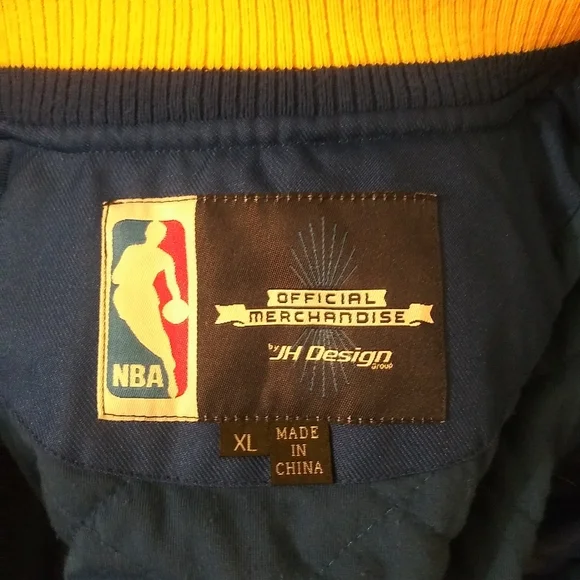 NBA
OFFICIAL
MERCHANDISE
by JH Design
GROUP
XL
MADE
IN
CHINA